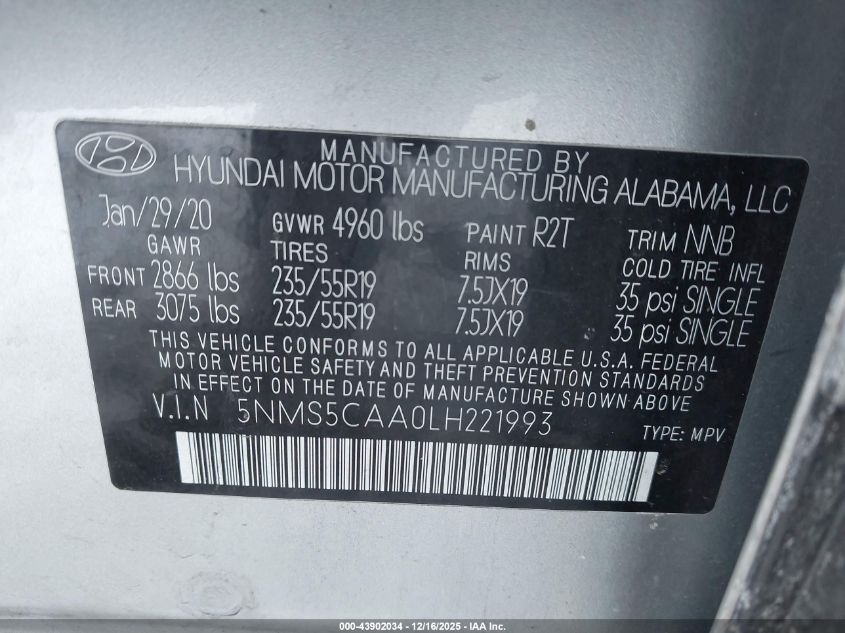 MANUFACTURED BY
HYUNDAI MOTOR MANUFACTURING ALABAMA, LLC
Jan/29/20 GVWR 4960 lbs PAINT R2T TRIM NNB
GAWR TIRES RIMS COLD TIRE INFL
FRONT 2866 lbs 235/55R19 7.5JX19 35 psi SINGLE
REAR 3075 lbs 235/55R19 7.5JX19 35 psi SINGLE
THIS VEHICLE CONFORMS TO ALL APPLICABLE U.S.A. FEDERAL
MOTOR VEHICLE SAFETY AND THEFT PREVENTION STANDARDS
IN EFFECT ON THE DATE OF MANUFACTURE SHOWN ABOVE
V.I.N 5NMS5CAA0LH221993 TYPE: MPV
000-43902034 - 12/16/2025 - IAA Inc.